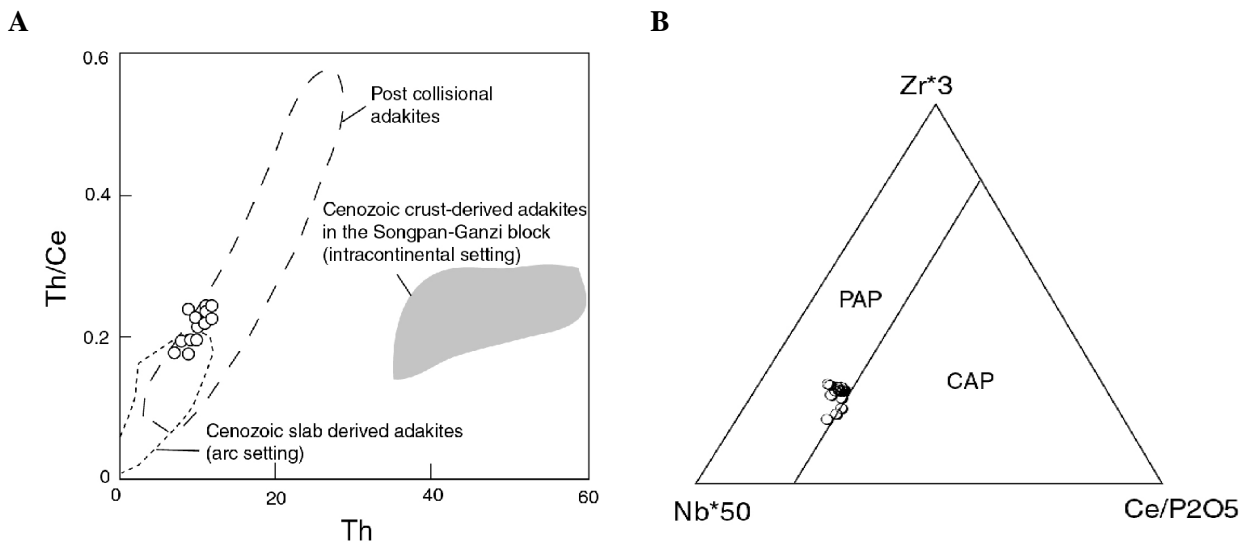 A
0.6
0.4
0.2
0
Th/Ce
Post collisional
adakites
Cenozoic crust-derived adakites
in the Songpan-Ganzi block
(intracontinental setting)
Cenozoic slab derived adakites
(arc setting)
0
20
40
60
Th
B
Zr*3
PAP
CAP
Nb*50
Ce/P2O5